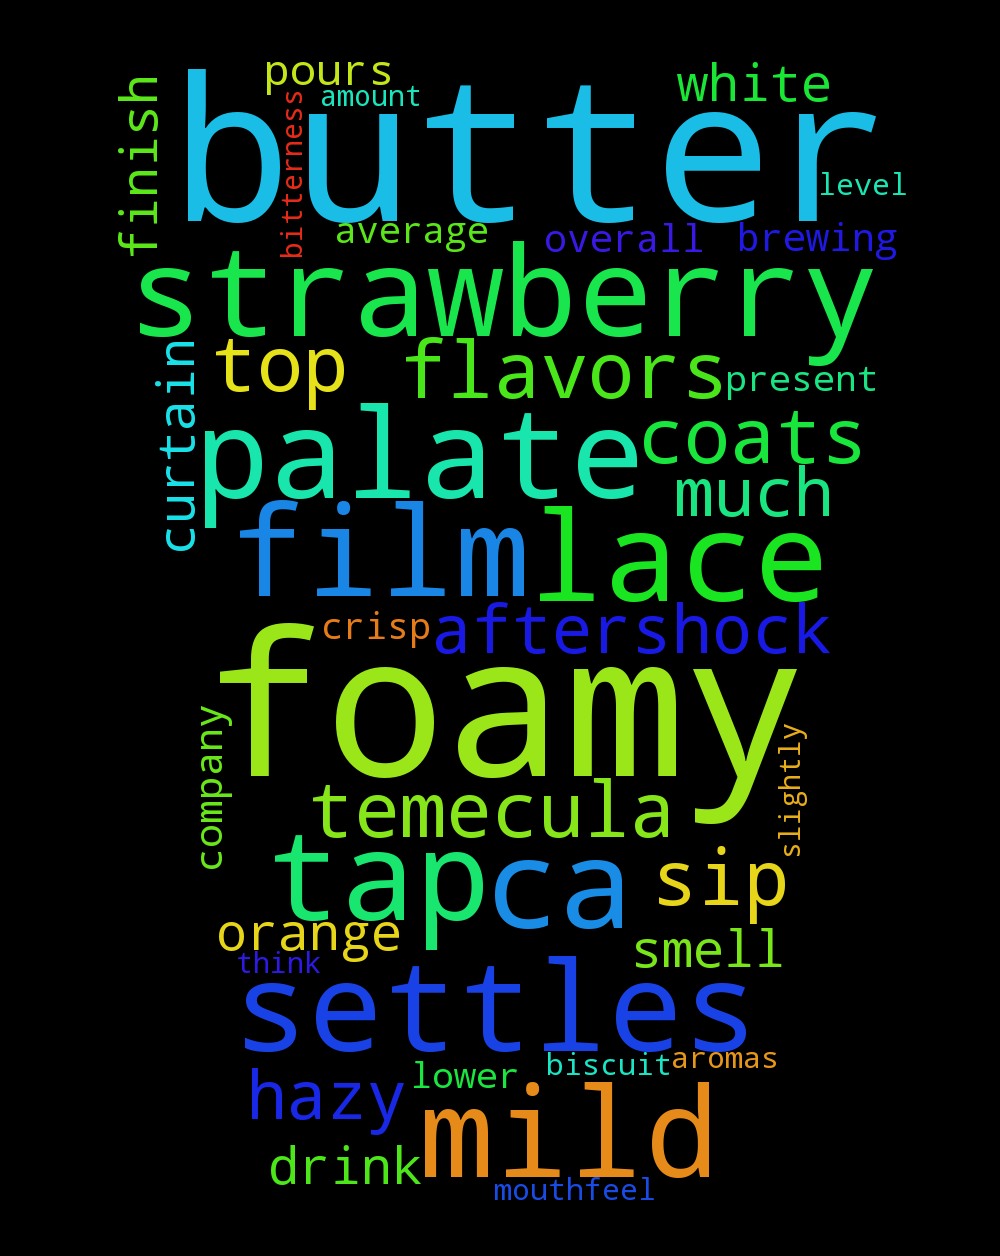 pours
white
finish
butter
amount
bitterness
level
average
overall
brewing
strawberry
top
flavors
present
curtain
palate
coats
much
film
lace
crisp
aftershock
foamy
company
slightly
temecula
tap
ca
sip
orange
smell
think
settles
biscuit
aromas
lower
hazy
mild
drink
mouthfeel